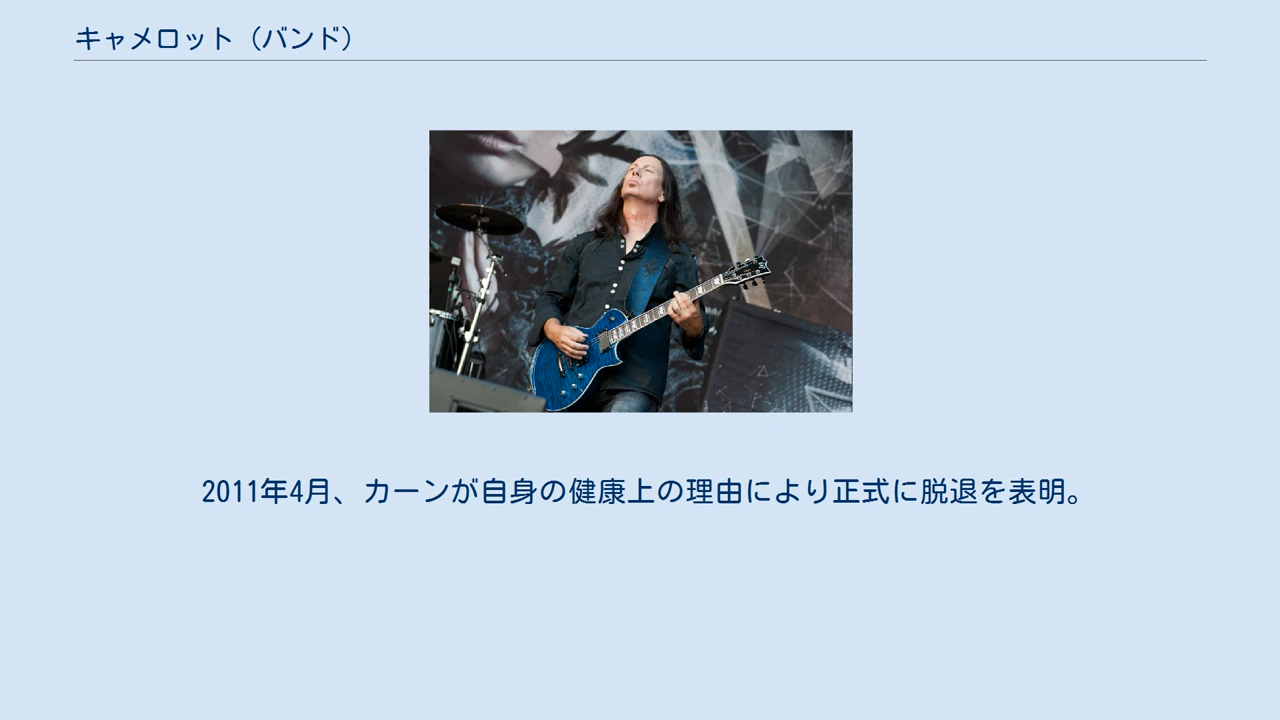 キャメロット（バンド）
2011年4月、カーンが自身の健康上の理由により正式に脱退を表明。